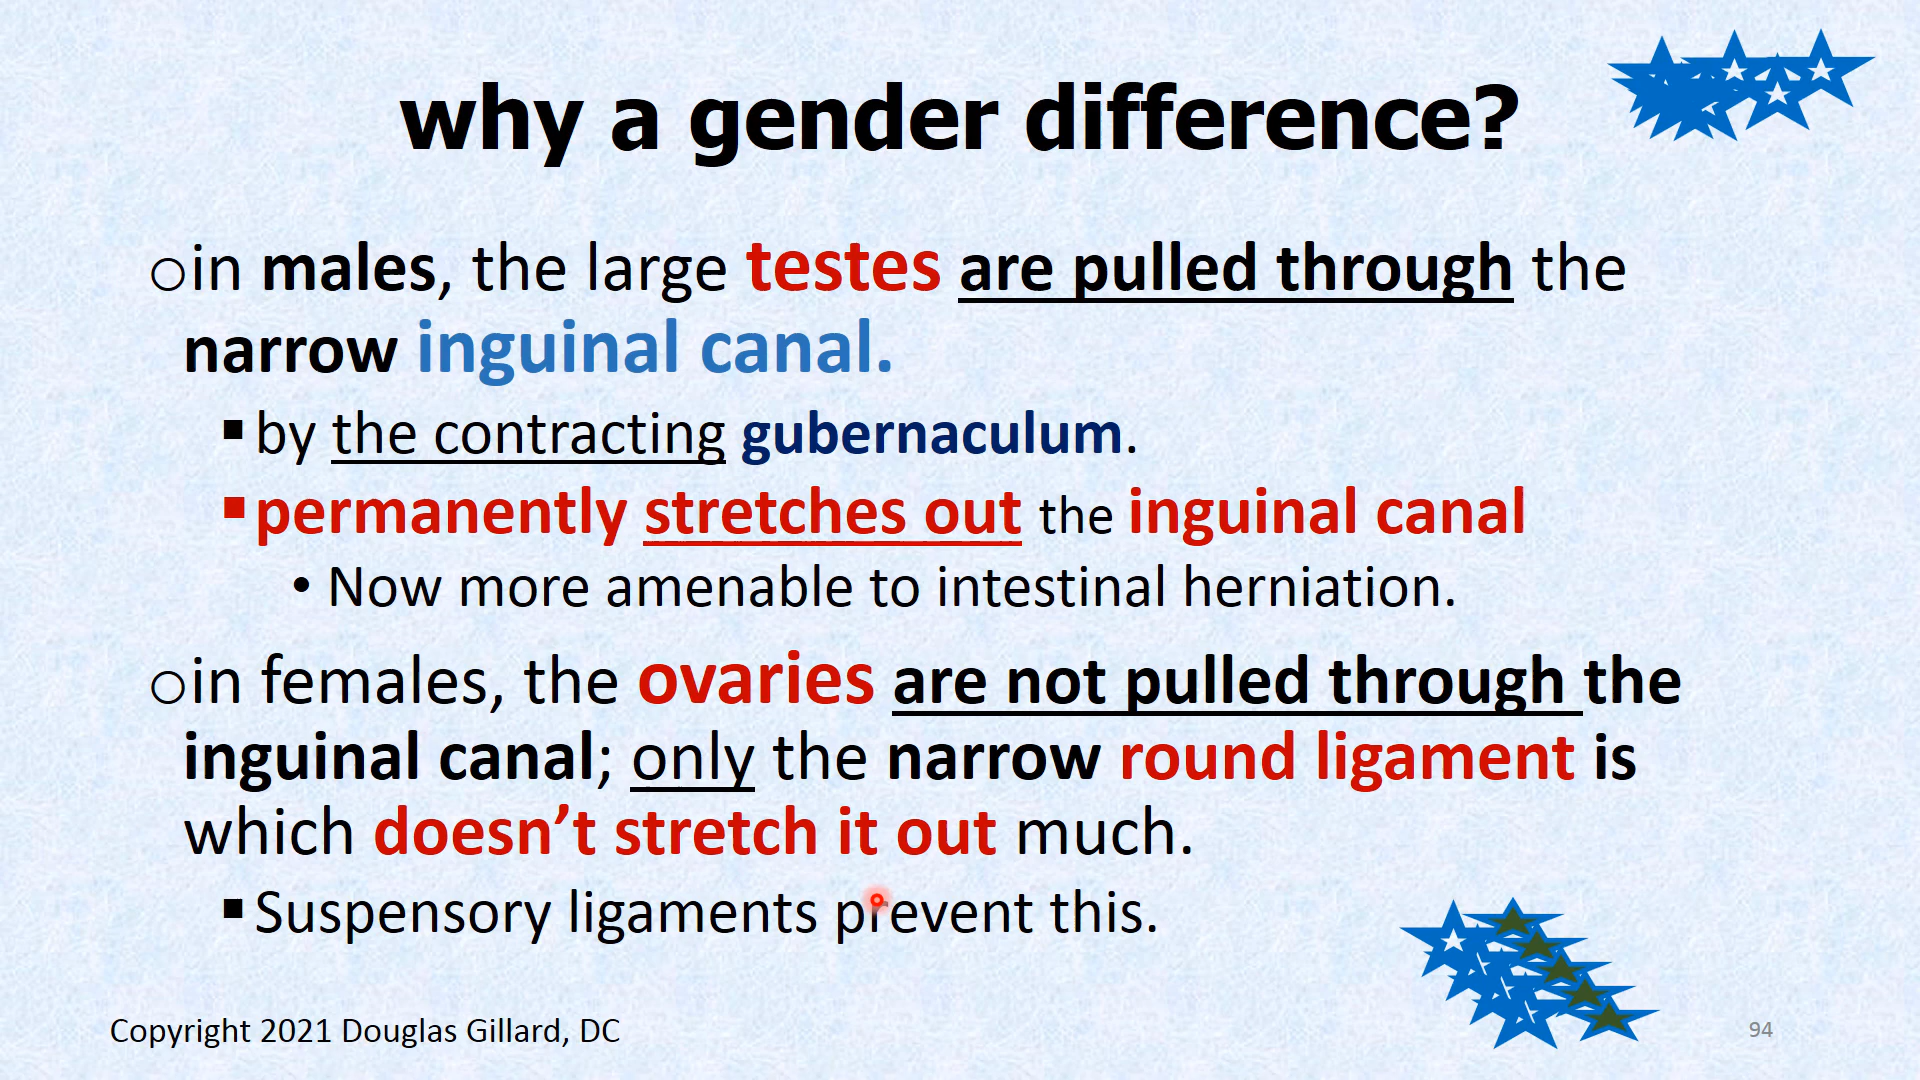 why a gender difference?
in males, the large testes are pulled through the
narrow inguinal canal.
by the contracting gubernaculum.
permanently stretches out the inguinal canal
• Now more amenable to intestinal herniation.
in females, the ovaries are not pulled through the
inguinal canal; only the narrow round ligament is
which doesn’t stretch it out much.
Suspensory ligaments prevent this.
Copyright 2021 Douglas Gillard, DC
94